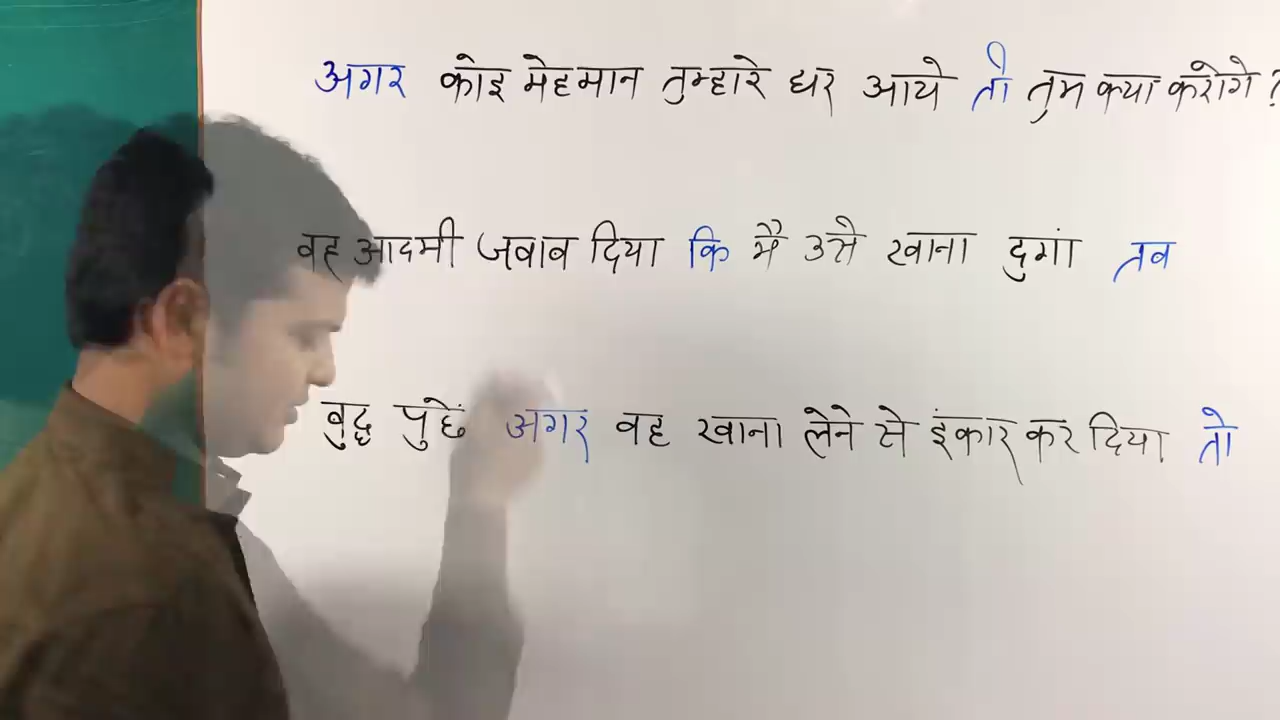 अगर कोइ मेहमान तुम्हारे घर आये तो तुम क्या करोगे ?
वह आदमी जवाब दिया कि मै उसे खाना दुगां तब
बुद्ध पुछें अगर वह खाना लेने से इंकार कर दिया तो